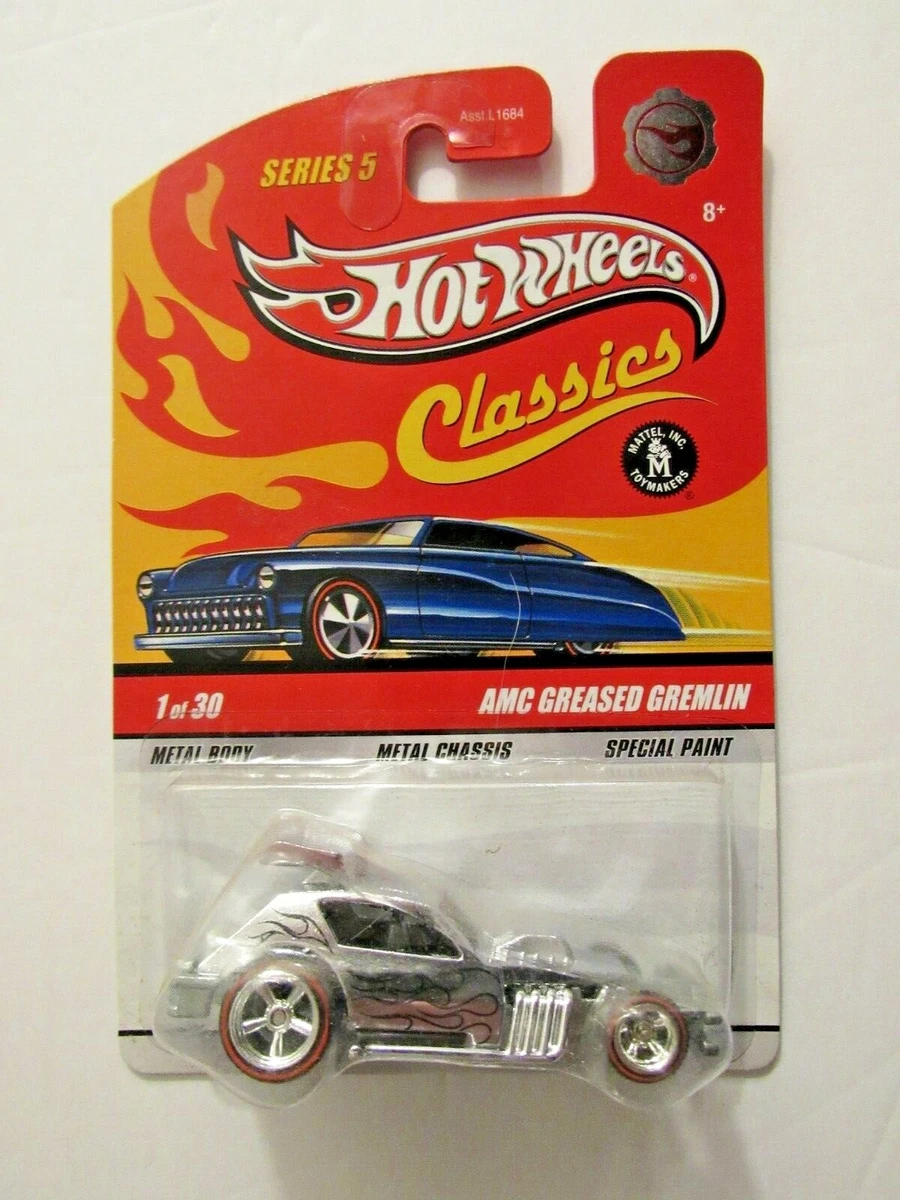 Asst.L1684
SERIES 5
8+
HOT WHEELS®
Classics
MATTEL, INC.
M
TOYMAKERS®
1 of 30
AMC GREASED GREMLIN
METAL BODY METAL CHASSIS SPECIAL PAINT